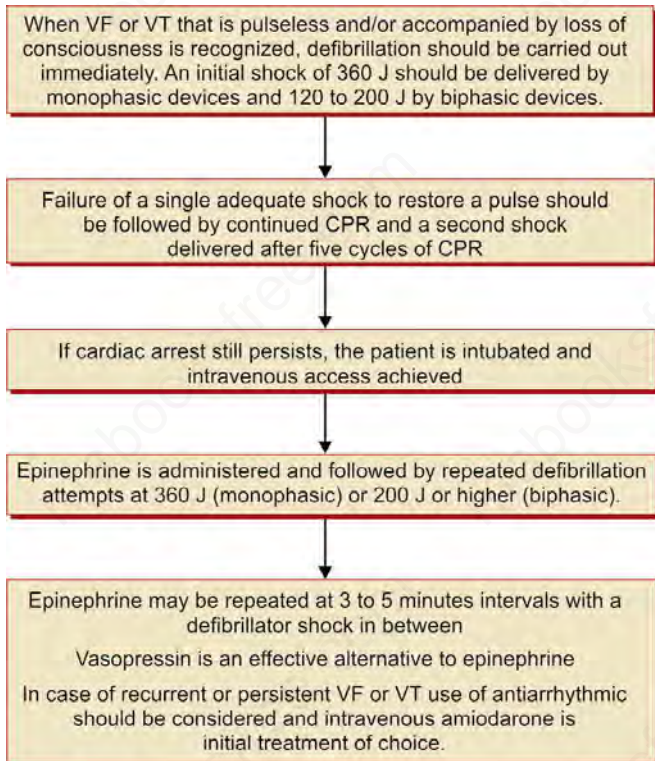 When VF or VT that is pulseless and/or accompanied by loss of
consciousness is recognized, defibrillation should be carried out
immediately. An initial shock of 360 J should be delivered by
monophasic devices and 120 to 200 J by biphasic devices.
Failure of a single adequate shock to restore a pulse should
be followed by continued CPR and a second shock
delivered after five cycles of CPR
If cardiac arrest still persists, the patient is intubated and
intravenous access achieved
Epinephrine is administered and followed by repeated defibrillation
attempts at 360 J (monophasic) or 200 J or higher (biphasic).
Epinephrine may be repeated at 3 to 5 minutes intervals with a
defibrillator shock in between
Vasopressin is an effective alternative to epinephrine
In case of recurrent or persistent VF or VT use of antiarrhythmic
should be considered and intravenous amiodarone is
initial treatment of choice.